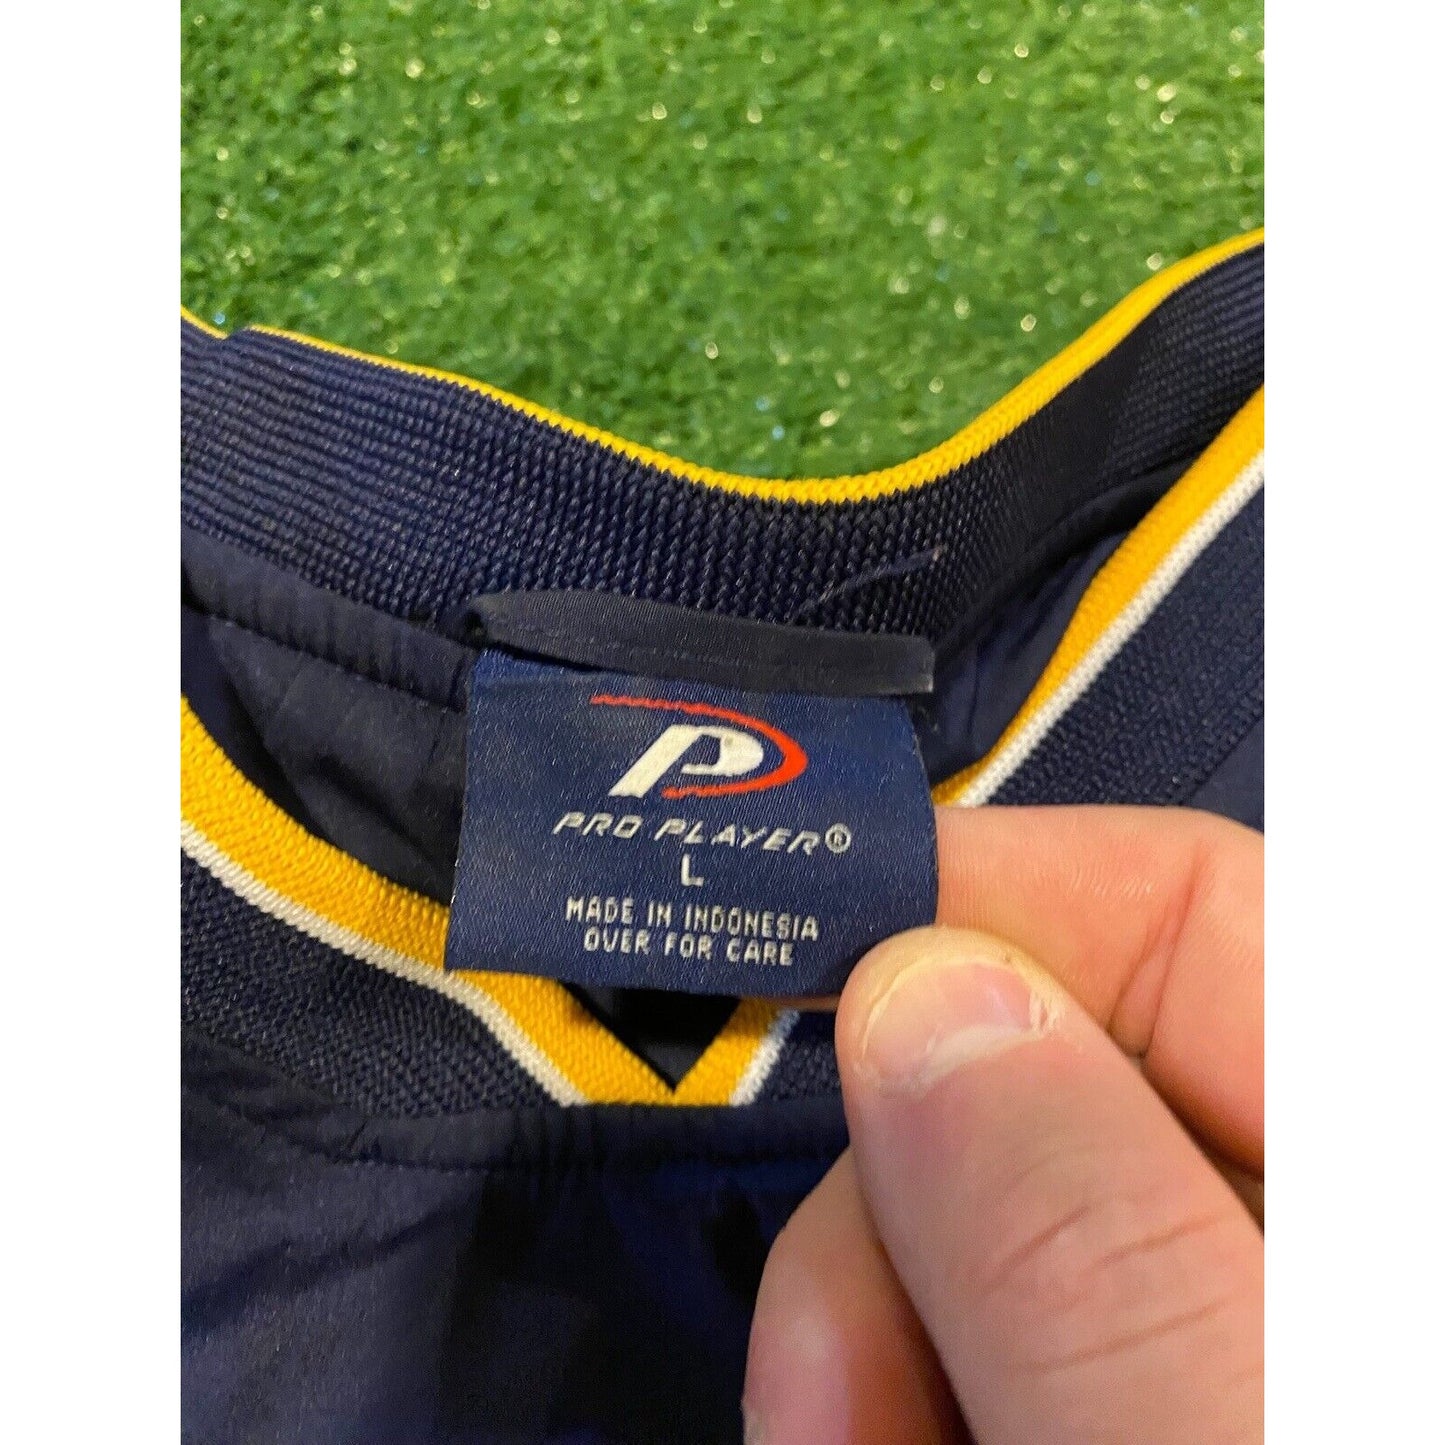 P
PRO PLAYER®
L
MADE IN INDONESIA
OVER FOR CARE